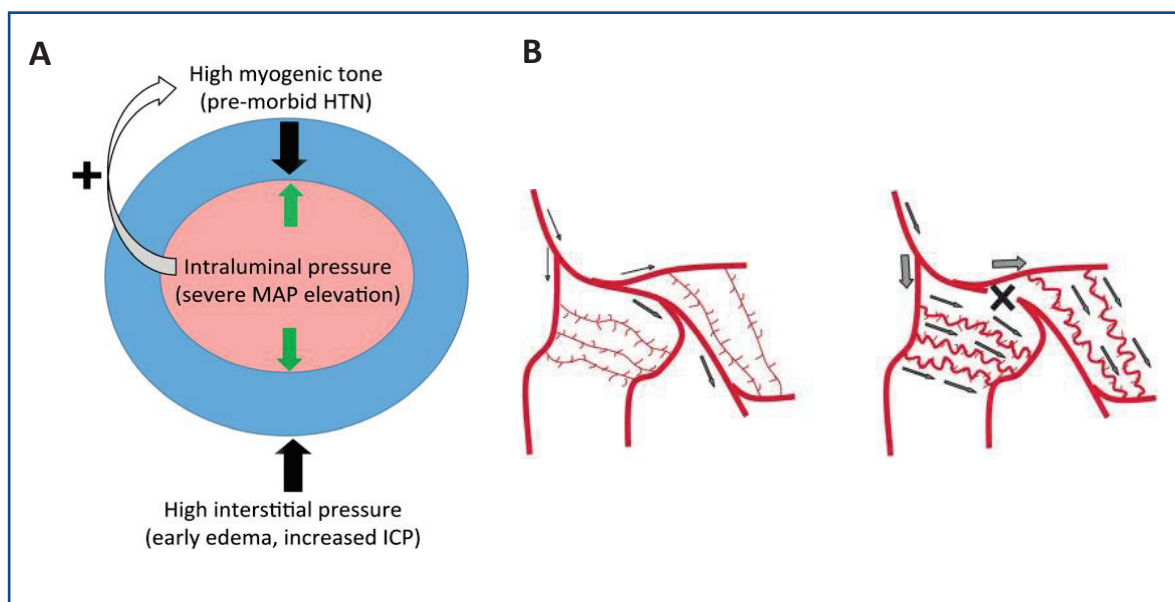 A
B
High myogenic tone
(pre-morbid HTN)
+
Intraluminal pressure
(severe MAP elevation)
High interstitial pressure
(early edema, increased ICP)